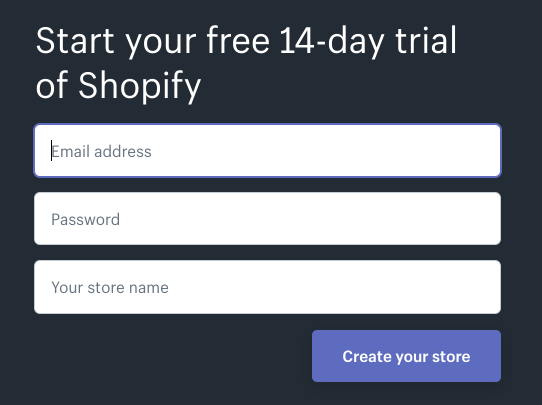 Start your free 14-day trial
of Shopify
Email address
Password
Your store name
Create your store